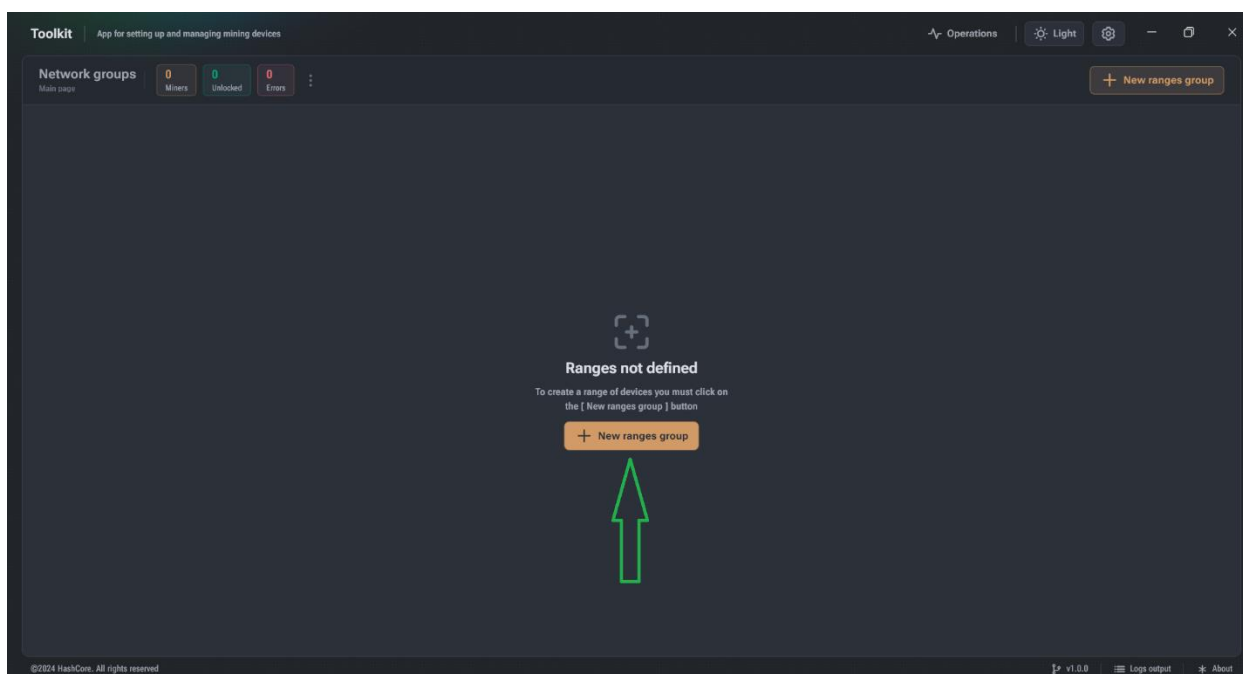 Toolkit App for setting up and managing mining devices Operations Light
Network groups 0 0 0 New ranges group
Main page Miners Unlocked Errors
Ranges not defined
To create a range of devices you must click on
the [ New ranges group ] button
New ranges group
©2024 HashCore. All rights reserved v1.0.0 Logs output About